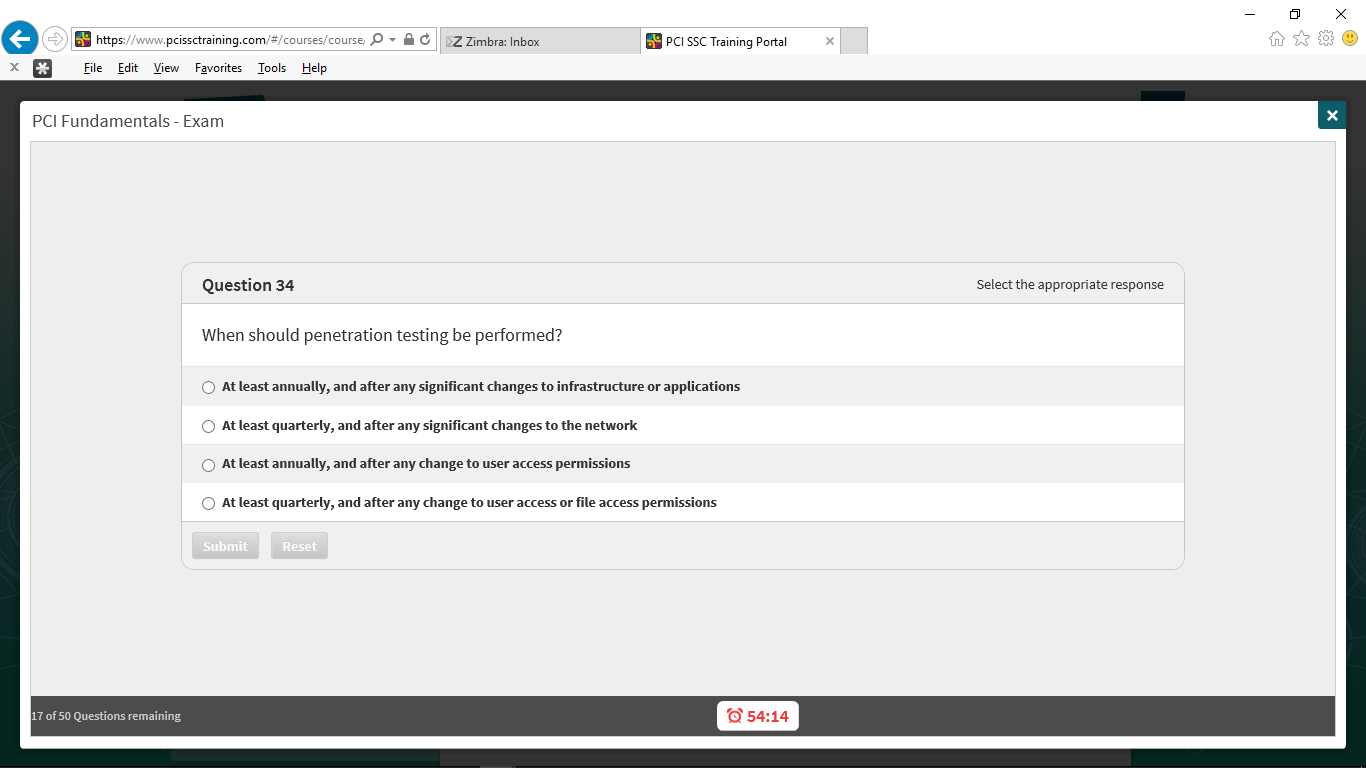 https://www.pcissctraining.com/#/courses/course,
Zimbra: Inbox
PCI SSC Training Portal
File Edit View Favorites Tools Help
PCI Fundamentals - Exam
Question 34
Select the appropriate response
When should penetration testing be performed?
At least annually, and after any significant changes to infrastructure or applications
At least quarterly, and after any significant changes to the network
At least annually, and after any change to user access permissions
At least quarterly, and after any change to user access or file access permissions
Submit Reset
17 of 50 Questions remaining
54:14